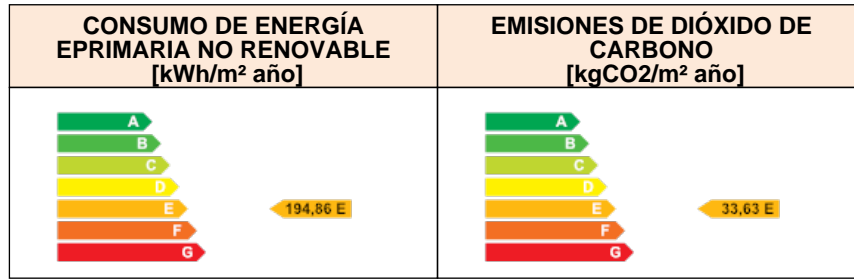 CONSUMO DE ENERGÍA
EPRIMARIA NO RENOVABLE
[kWh/m² año]
EMISIONES DE DIÓXIDO DE
CARBONO
[kgCO2/m² año]
A
B
C
D
E
194,86 E
F
G
A
B
C
D
E
33,63 E
F
G